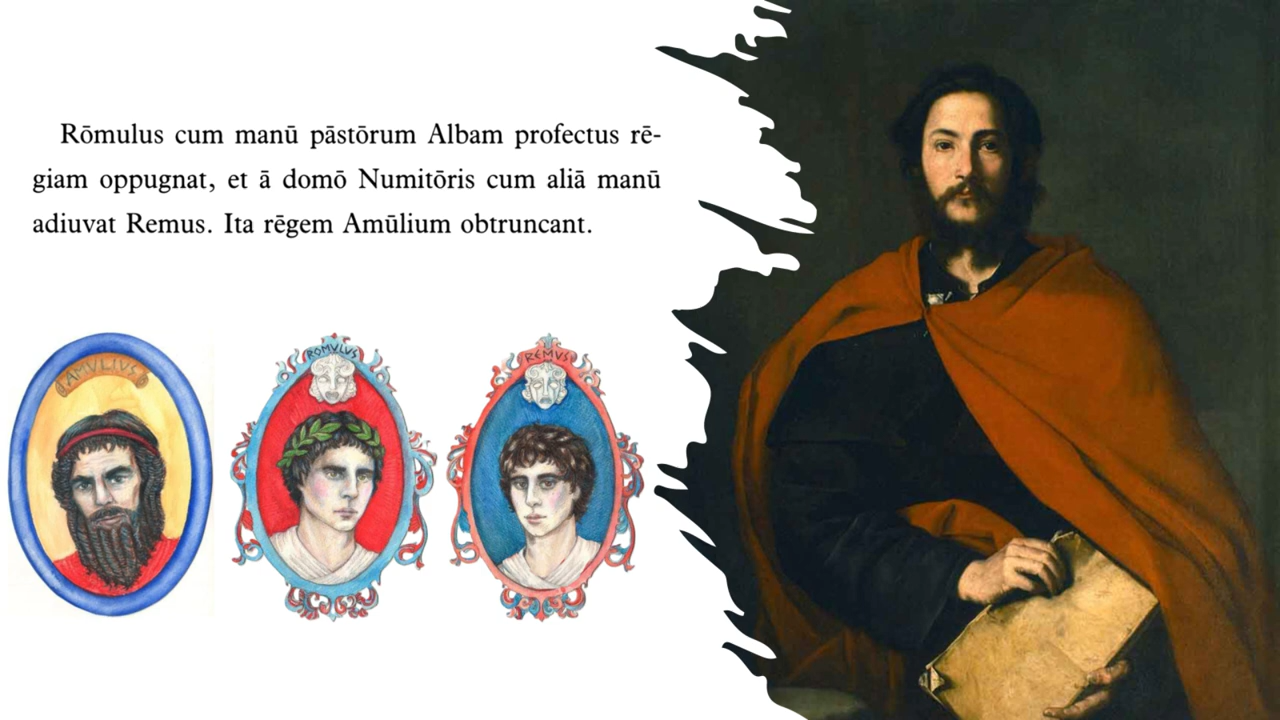 Rōmulus cum manū pāstōrum Albam profectus rē-
giam oppugnat, et ā domō Numitōris cum aliā manū
adiuvat Remus. Ita rēgem Amūlium obtruncant.
AMVLIVS
ROMVLVS
REMVS